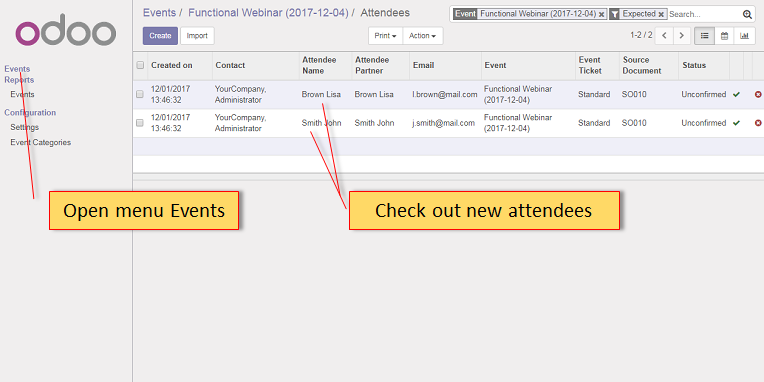 odoo
Events / Functional Webinar (2017-12-04) / Attendees
Event Functional Webinar (2017-12-04) × Expected × Search...
Create Import
Print Action
1-2 / 2
Events
Reports
Events
Configuration
Settings
Event Categories
Created on Contact Attendee Name Attendee Partner Email Event Event Ticket Source Document Status
12/01/2017 13:46:32 YourCompany, Administrator Brown Lisa Brown Lisa l.brown@mail.com Functional Webinar (2017-12-04) Standard SO010 Unconfirmed
12/01/2017 13:46:32 YourCompany, Administrator Smith John Smith John j.smith@mail.com Functional Webinar (2017-12-04) Standard SO010 Unconfirmed
Open menu Events
Check out new attendees